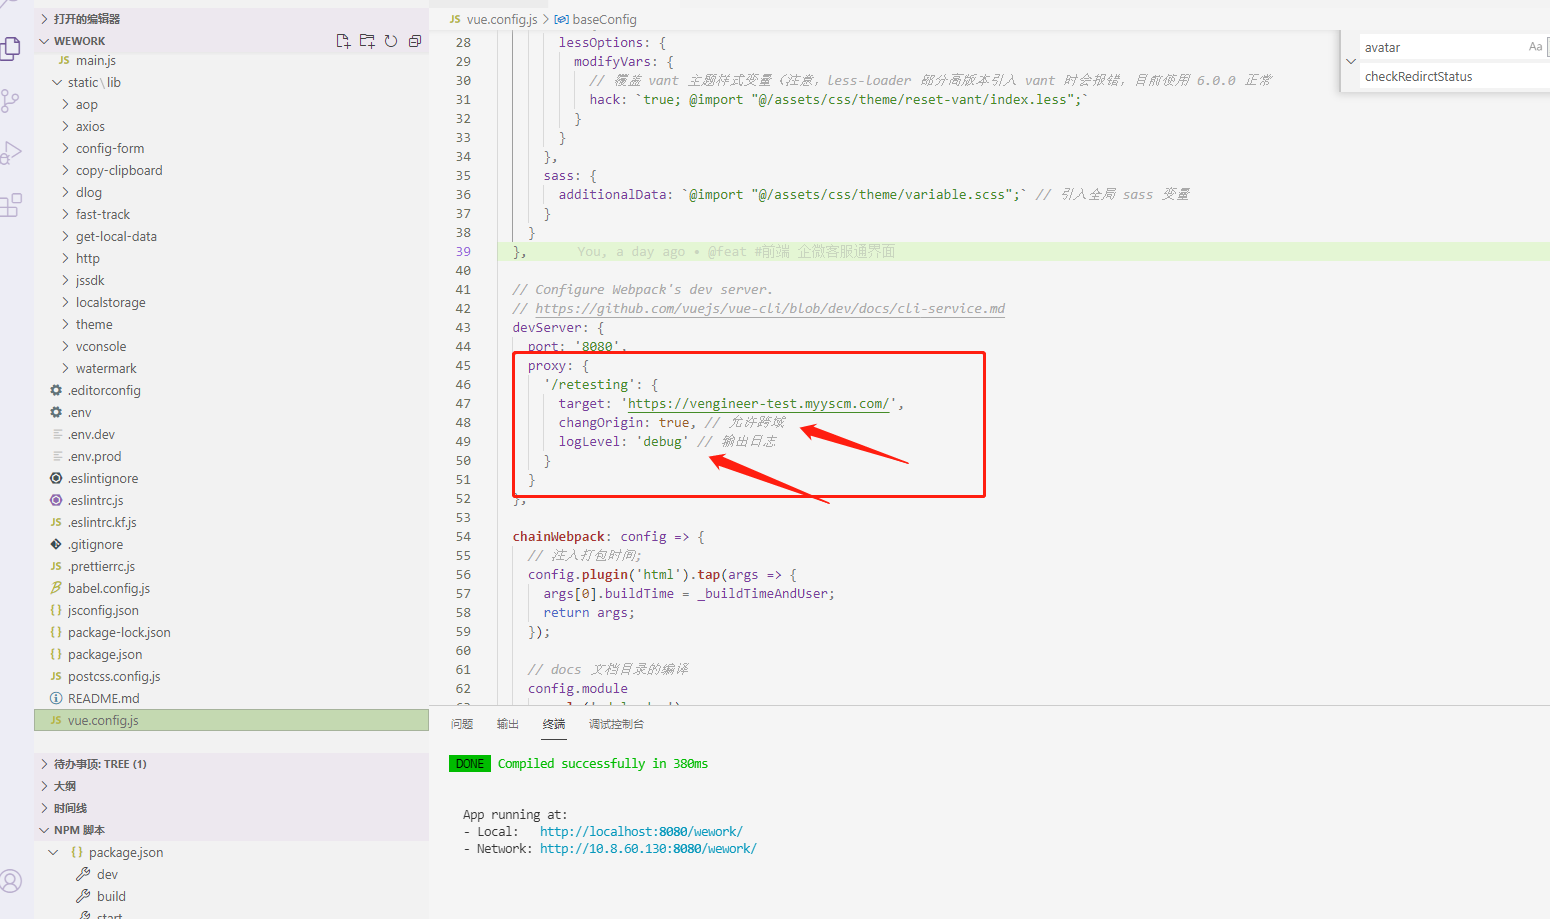 打开的编辑器
WEWORK
JS main.js
static\lib
aop
axios
config-form
copy-clipboard
dlog
fast-track
get-local-data
http
jssdk
localstorage
theme
vconsole
watermark
.editorconfig
.env
.env.dev
.env.prod
.eslintignore
.eslintrc.js
JS .eslintrc.kf.js
.gitignore
JS .prettierrc.js
babel.config.js
{} jsconfig.json
{} package-lock.json
{} package.json
JS postcss.config.js
README.md
JS vue.config.js
待办事项: TREE (1)
大纲
时间线
NPM 脚本
{} package.json
dev
build
start
JS vue.config.js > baseConfig
28 lessOptions: {
29 modifyVars: {
30 // 覆盖 vant 主题样式变量（注意，less-loader 部分高版本引入 vant 时会报错，目前使用 6.0.0 正常
31 hack: `true; @import "@/assets/css/theme/reset-vant/index.less";`
32 }
33 }
34 },
35 sass: {
36 additionalData: `@import "@/assets/css/theme/variable.scss";` // 引入全局 sass 变量
37 }
38 }
39 }, You, a day ago • @feat #前端 企微客服通界面
40
41 // Configure Webpack's dev server.
42 // https://github.com/vuejs/vue-cli/blob/dev/docs/cli-service.md
43 devServer: {
44 port: '8080',
45 proxy: {
46 '/retesting': {
47 target: 'https://vengineer-test.myyscm.com/',
48 changOrigin: true, // 允许跨域
49 logLevel: 'debug' // 输出日志
50 }
51 }
52 },
53
54 chainWebpack: config => {
55 // 注入打包时间;
56 config.plugin('html').tap(args => {
57 args[0].buildTime = _buildTimeAndUser;
58 return args;
59 });
60
61 // docs 文档目录的编译
62 config.module
avatar Aa
checkRedirctStatus
问题 输出 终端 调试控制台
DONE Compiled successfully in 380ms
App running at:
- Local: http://localhost:8080/wework/
- Network: http://10.8.60.130:8080/wework/